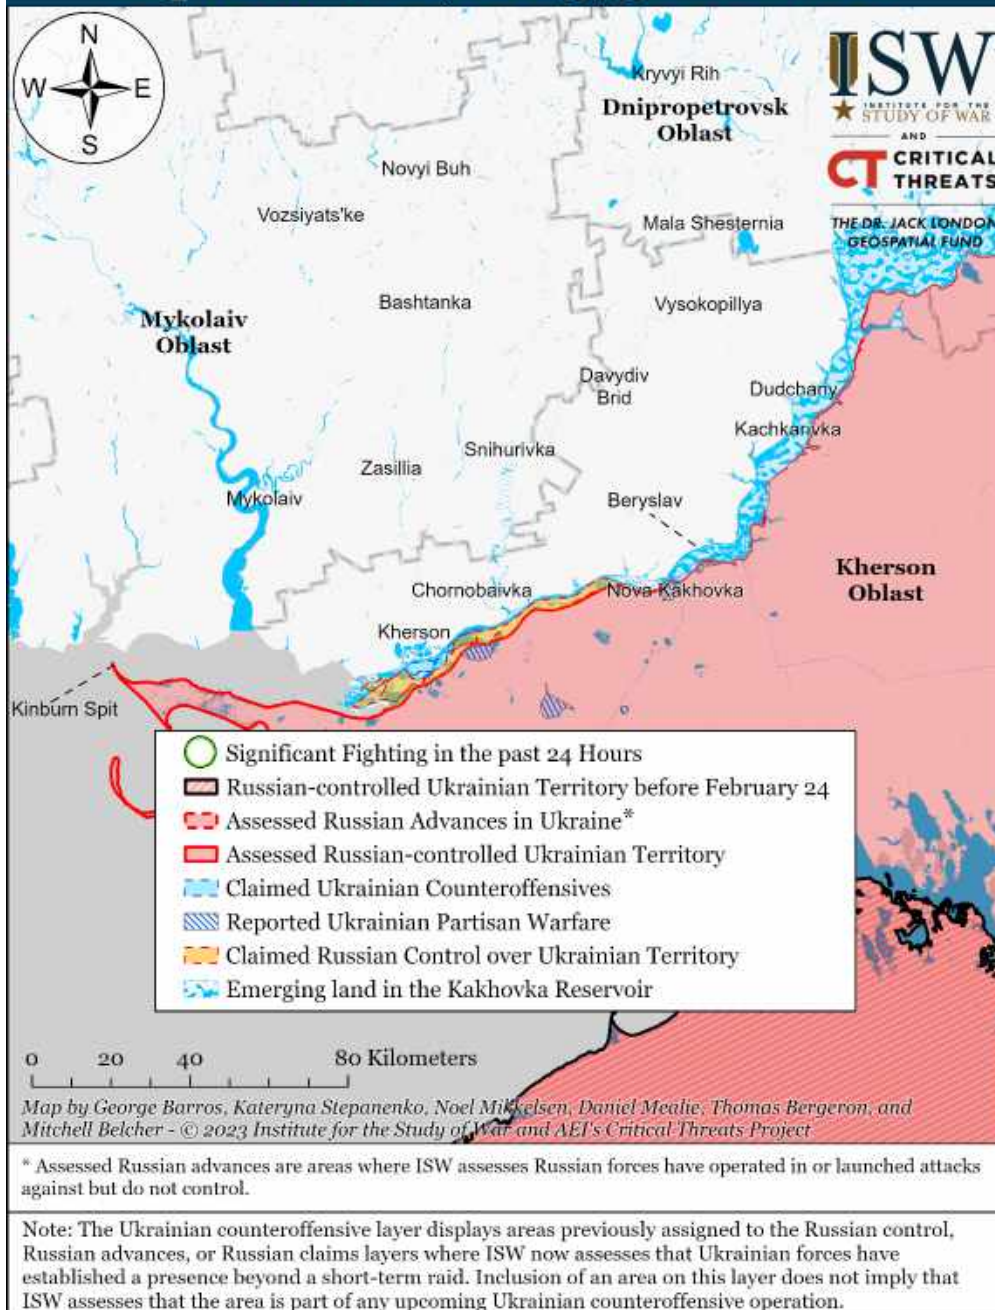 N
W E
S
ISW
INSTITUTE FOR THE
STUDY OF WAR
AND
CT CRITICAL
THREATS
THE DR. JACK LONDON
GEOSPATIAL FUND
Kryvyi Rih
Dnipropetrovsk
Oblast
Novyi Buh
Vozsiyats'ke
Mala Shesternia
Bashtanka
Vysokopillya
Mykolaiv
Oblast
Davydiv
Brid
Dudchany
Kachkarivka
Snihurivka
Zasillia
Mykolaiv
Beryslav
Kherson
Oblast
Chornobaivka
Nova Kakhovka
Kherson
Kinburn Spit
Significant Fighting in the past 24 Hours
Russian-controlled Ukrainian Territory before February 24
Assessed Russian Advances in Ukraine*
Assessed Russian-controlled Ukrainian Territory
Claimed Ukrainian Counteroffensives
Reported Ukrainian Partisan Warfare
Claimed Russian Control over Ukrainian Territory
Emerging land in the Kakhovka Reservoir
0 20 40 80 Kilometers
Map by George Barros, Kateryna Stepanenko, Noel Mikkelsen, Daniel Mealie, Thomas Bergeron, and
Mitchell Belcher - © 2023 Institute for the Study of War and AEI's Critical Threats Project
* Assessed Russian advances are areas where ISW assesses Russian forces have operated in or launched attacks
against but do not control.
Note: The Ukrainian counteroffensive layer displays areas previously assigned to the Russian control,
Russian advances, or Russian claims layers where ISW now assesses that Ukrainian forces have
established a presence beyond a short-term raid. Inclusion of an area on this layer does not imply that
ISW assesses that the area is part of any upcoming Ukrainian counteroffensive operation.